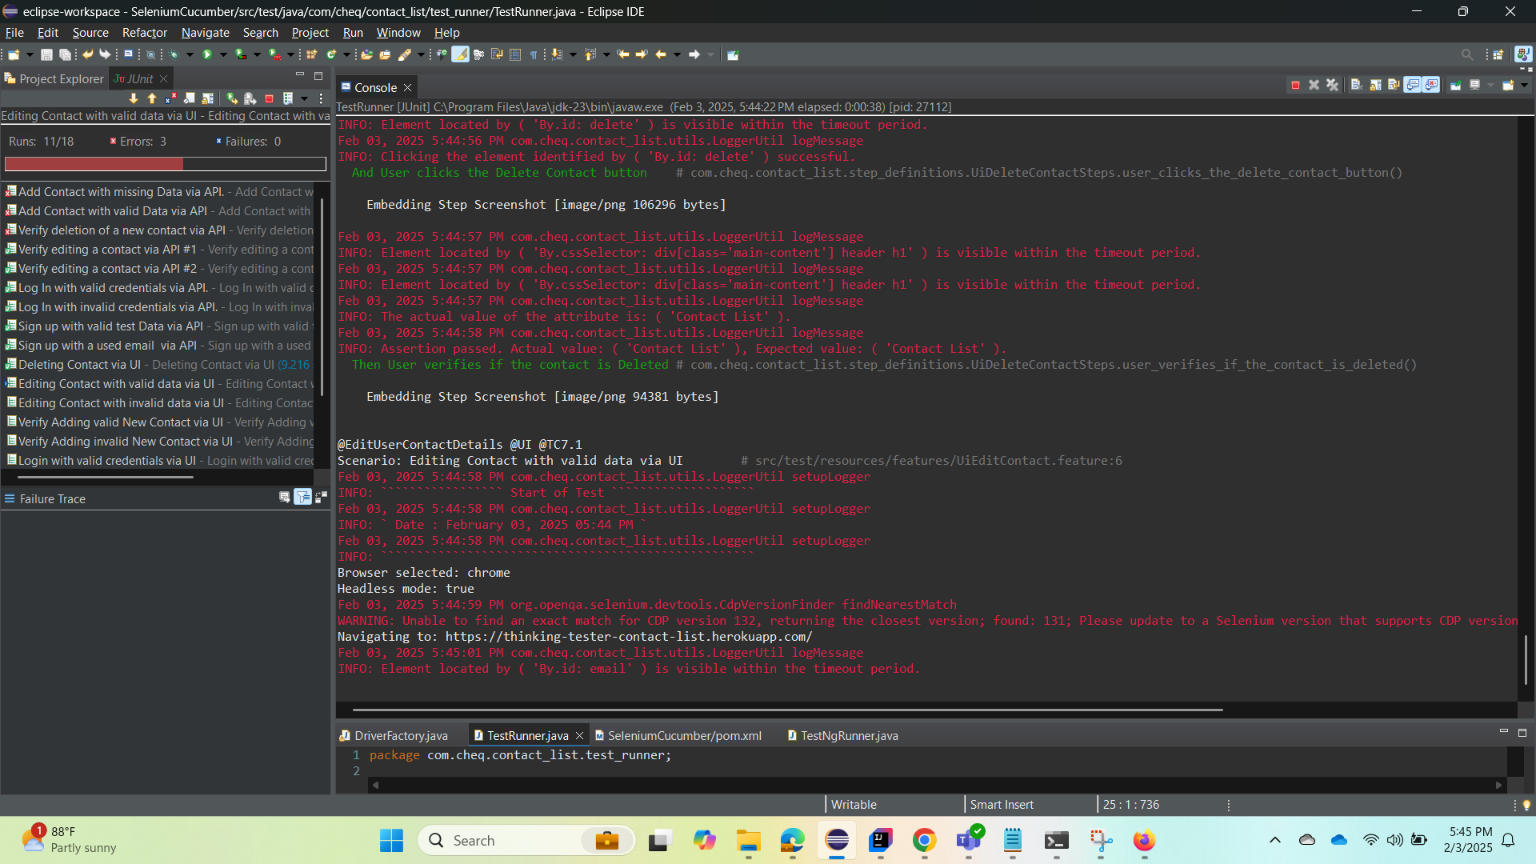 eclipse-workspace - SeleniumCucumber/src/test/java/com/cheq/contact_list/test_runner/TestRunner.java - Eclipse IDE
File Edit Source Refactor Navigate Search Project Run Window Help
Project Explorer JUnit
Console
TestRunner [JUnit] C:\Program Files\Java\jdk-23\bin\javaw.exe (Feb 3, 2025, 5:44:22 PM elapsed: 0:00:38) [pid: 27112]
Editing Contact with valid data via UI - Editing Contact with va
Runs: 11/18 Errors: 3 Failures: 0
Add Contact with missing Data via API. - Add Contact w
Add Contact with valid Data via API - Add Contact with
Verify deletion of a new contact via API - Verify deletion
Verify editing a contact via API #1 - Verify editing a cont
Verify editing a contact via API #2 - Verify editing a cont
Log In with valid credentials via API. - Log In with valid c
Log In with invalid credentials via API. - Log In with inva
Sign up with valid test Data via API - Sign up with valid
Sign up with a used email via API - Sign up with a used
Deleting Contact via UI - Deleting Contact via UI (9.216
Editing Contact with valid data via UI - Editing Contact
Editing Contact with invalid data via UI - Editing Contac
Verify Adding valid New Contact via UI - Verify Adding
Verify Adding invalid New Contact via UI - Verify Adding
Login with valid credentials via UI - Login with valid cre
Failure Trace
INFO: Element located by ( 'By.id: delete' ) is visible within the timeout period.
Feb 03, 2025 5:44:56 PM com.cheq.contact_list.utils.LoggerUtil logMessage
INFO: Clicking the element identified by ( 'By.id: delete' ) successful.
And User clicks the Delete Contact button # com.cheq.contact_list.step_definitions.UiDeleteContactSteps.user_clicks_the_delete_contact_button()
Embedding Step Screenshot [image/png 106296 bytes]
Feb 03, 2025 5:44:57 PM com.cheq.contact_list.utils.LoggerUtil logMessage
INFO: Element located by ( 'By.cssSelector: div[class='main-content'] header h1' ) is visible within the timeout period.
Feb 03, 2025 5:44:57 PM com.cheq.contact_list.utils.LoggerUtil logMessage
INFO: Element located by ( 'By.cssSelector: div[class='main-content'] header h1' ) is visible within the timeout period.
Feb 03, 2025 5:44:57 PM com.cheq.contact_list.utils.LoggerUtil logMessage
INFO: The actual value of the attribute is: ( 'Contact List' ).
Feb 03, 2025 5:44:58 PM com.cheq.contact_list.utils.LoggerUtil logMessage
INFO: Assertion passed. Actual value: ( 'Contact List' ), Expected value: ( 'Contact List' ).
Then User verifies if the contact is Deleted # com.cheq.contact_list.step_definitions.UiDeleteContactSteps.user_verifies_if_the_contact_is_deleted()
Embedding Step Screenshot [image/png 94381 bytes]
@EditUserContactDetails @UI @TC7.1
Scenario: Editing Contact with valid data via UI # src/test/resources/features/UiEditContact.feature:6
Feb 03, 2025 5:44:58 PM com.cheq.contact_list.utils.LoggerUtil setupLogger
INFO: ````````````````` Start of Test ````````````````````
Feb 03, 2025 5:44:58 PM com.cheq.contact_list.utils.LoggerUtil setupLogger
INFO: ` Date : February 03, 2025 05:44 PM `
Feb 03, 2025 5:44:58 PM com.cheq.contact_list.utils.LoggerUtil setupLogger
INFO: ````````````````````````````````````````````````````
Browser selected: chrome
Headless mode: true
Feb 03, 2025 5:44:59 PM org.openqa.selenium.devtools.CdpVersionFinder findNearestMatch
WARNING: Unable to find an exact match for CDP version 132, returning the closest version; found: 131; Please update to a Selenium version that supports CDP version
Navigating to: https://thinking-tester-contact-list.herokuapp.com/
Feb 03, 2025 5:45:01 PM com.cheq.contact_list.utils.LoggerUtil logMessage
INFO: Element located by ( 'By.id: email' ) is visible within the timeout period.
DriverFactory.java TestRunner.java SeleniumCucumber/pom.xml TestNgRunner.java
1 package com.cheq.contact_list.test_runner;
2
Writable Smart Insert 25 : 1 : 736
1 88°F
Partly sunny
Search
5:45 PM
2/3/2025